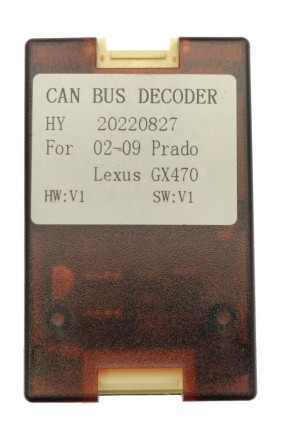 CAN BUS DECODER
HY 20220827
For 02-09 Prado
Lexus GX470
HW:V1 SW:V1